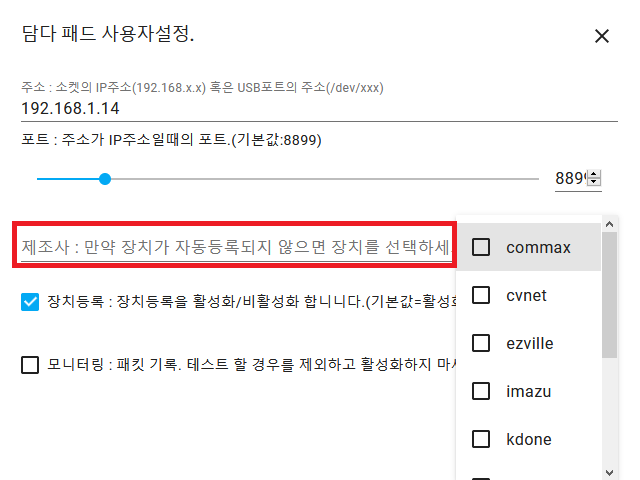 담다 패드 사용자설정.
주소 : 소켓의 IP주소(192.168.x.x) 혹은 USB포트의 주소(/dev/xxx)
192.168.1.14
포트 : 주소가 IP주소일때의 포트.(기본값:8899)
8899
제조사 : 만약 장치가 자동등록되지 않으면 장치를 선택하세
commax
cvnet
장치등록 : 장치등록을 활성화/비활성화 합니니다.(기본값=활성화
ezville
모니터링 : 패킷 기록. 테스트 할 경우를 제외하고 활성화하지 마세
imazu
kdone